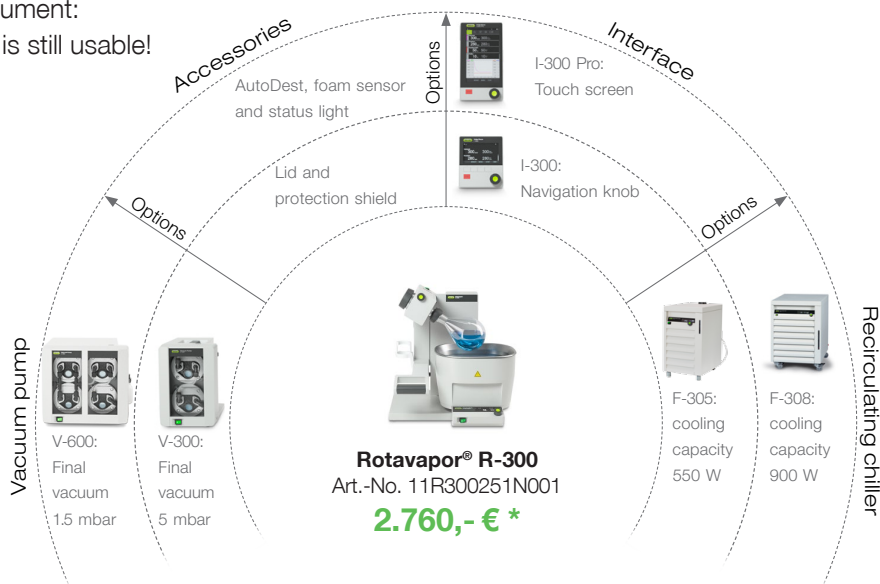 ument:
is still usable!
Accessories
Options
Interface
AutoDest, foam sensor
and status light
I-300 Pro:
Touch screen
Lid and
protection shield
I-300:
Navigation knob
Options
Options
Vacuum pump
V-600:
Final
vacuum
1.5 mbar
V-300:
Final
vacuum
5 mbar
Rotavapor® R-300
Art.-No. 11R300251N001
2.760,- € *
F-305:
cooling
capacity
550 W
F-308:
cooling
capacity
900 W
Recirculating chiller